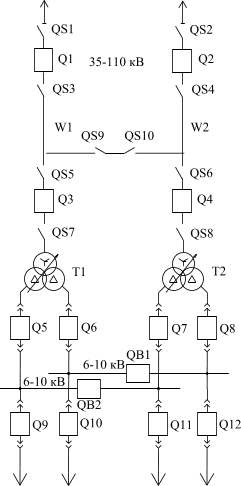 QS1 QS2
Q1 35-110 кВ Q2
QS3 QS4
W1 QS9 QS10 W2
QS5 QS6
Q3 Q4
QS7 QS8
T1 T2
Q5 Q6 Q7 Q8
6-10 кВ QB1
6-10 кВ QB2
Q9 Q10 Q11 Q12